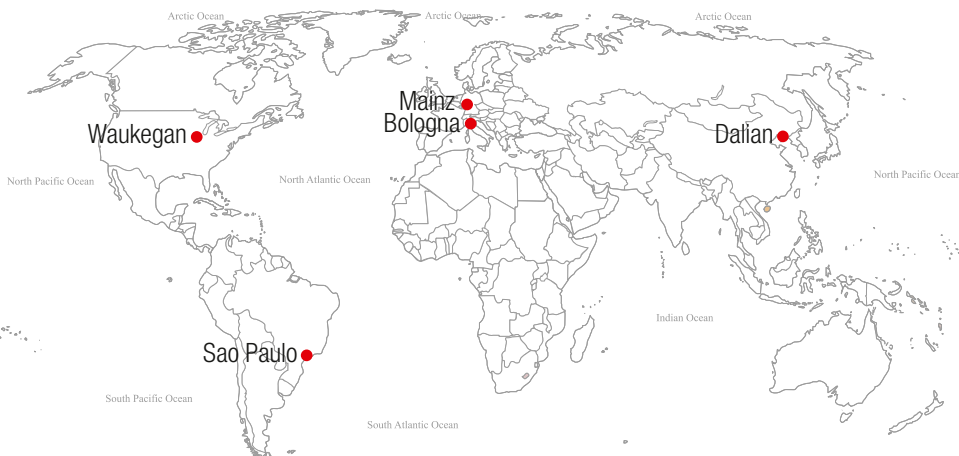 Arctic Ocean
Arctic Ocean
Arctic Ocean
Mainz
Bologna
Waukegan
Dalian
North Pacific Ocean
North Atlantic Ocean
North Pacific Ocean
Indian Ocean
Sao Paulo
South Pacific Ocean
South Atlantic Ocean